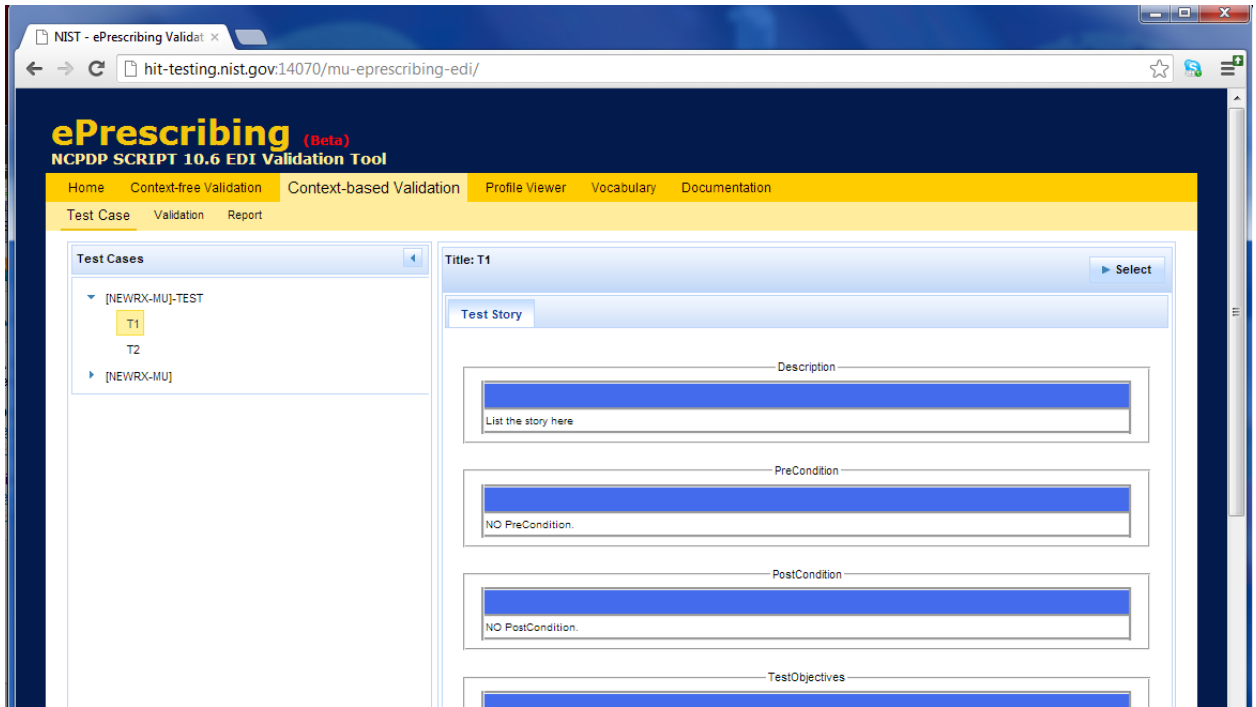 NIST - ePrescribing Validat
hit-testing.nist.gov:14070/mu-eprescribing-edi/
ePrescribing (Beta)
NCPDP SCRIPT 10.6 EDI Validation Tool
Home Context-free Validation Context-based Validation Profile Viewer Vocabulary Documentation
Test Case Validation Report
Test Cases
[NEWRX-MU]-TEST
T1
T2
[NEWRX-MU]
Title: T1
Select
Test Story
Description
List the story here
PreCondition
NO PreCondition.
PostCondition
NO PostCondition.
TestObjectives